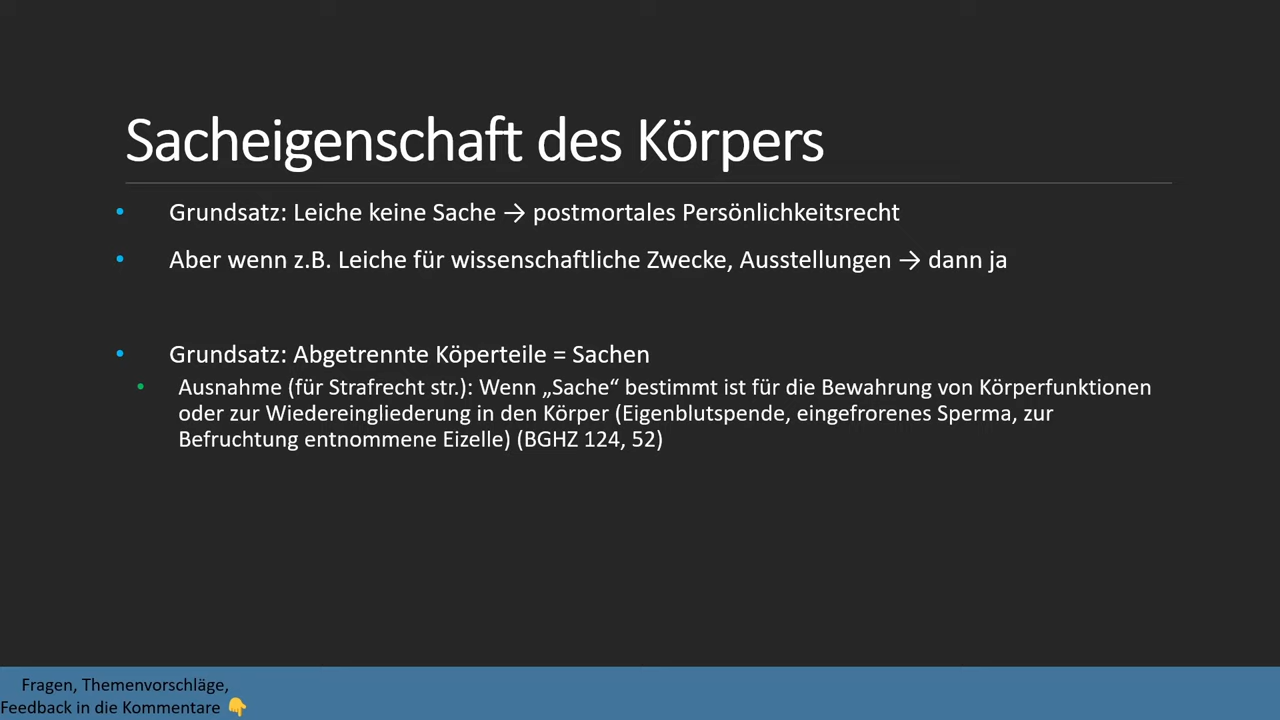 Sacheigenschaft des Körpers
• Grundsatz: Leiche keine Sache → postmortales Persönlichkeitsrecht
• Aber wenn z.B. Leiche für wissenschaftliche Zwecke, Ausstellungen → dann ja
• Grundsatz: Abgetrennte Köperteile = Sachen
• Ausnahme (für Strafrecht str.): Wenn „Sache“ bestimmt ist für die Bewahrung von Körperfunktionen
oder zur Wiedereingliederung in den Körper (Eigenblutspende, eingefrorenes Sperma, zur
Befruchtung entnommene Eizelle) (BGHZ 124, 52)
Fragen, Themenvorschläge,
Feedback in die Kommentare 👇